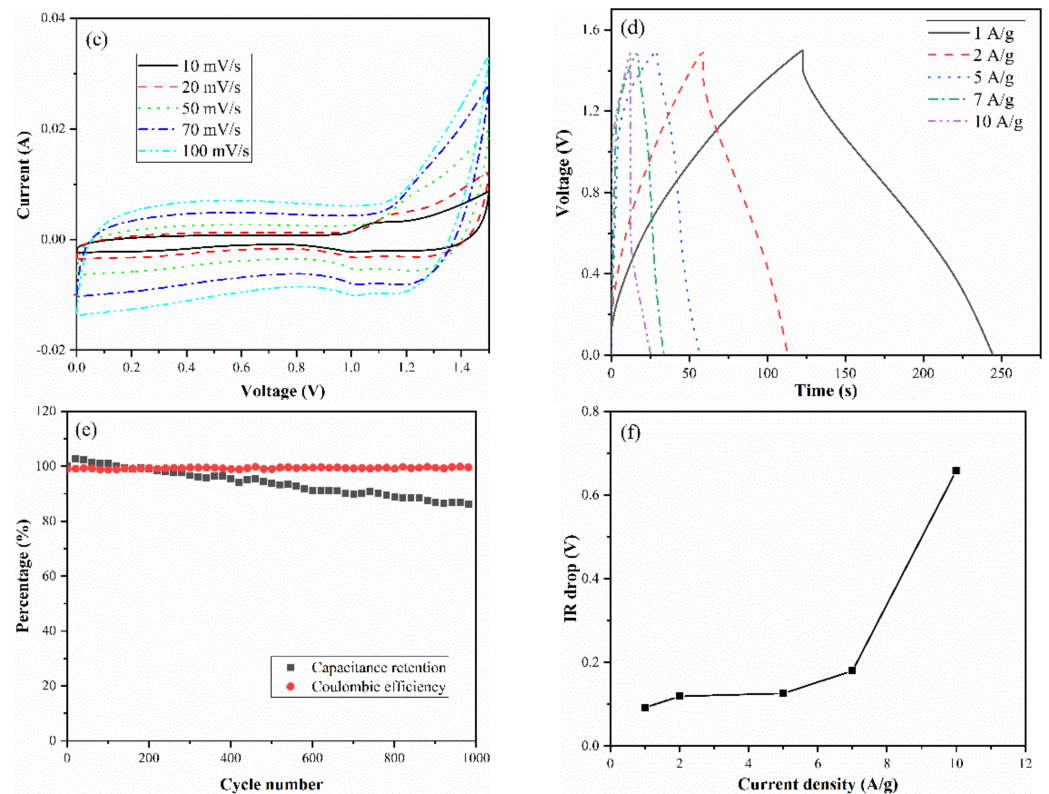 (c)
10 mV/s
20 mV/s
50 mV/s
70 mV/s
100 mV/s
0.04
0.02
0.00
-0.02
Current (A)
0.0 0.2 0.4 0.6 0.8 1.0 1.2 1.4
Voltage (V)
(d)
1 A/g
2 A/g
5 A/g
7 A/g
10 A/g
1.6
1.2
0.8
0.4
0.0
Voltage (V)
0 50 100 150 200 250
Time (s)
(e)
120
100
80
60
40
20
0
Percentage (%)
Capacitance retention
Coulombic efficiency
0 200 400 600 800 1000
Cycle number
(f)
0.8
0.6
0.4
0.2
0.0
IR drop (V)
0 2 4 6 8 10 12
Current density (A/g)